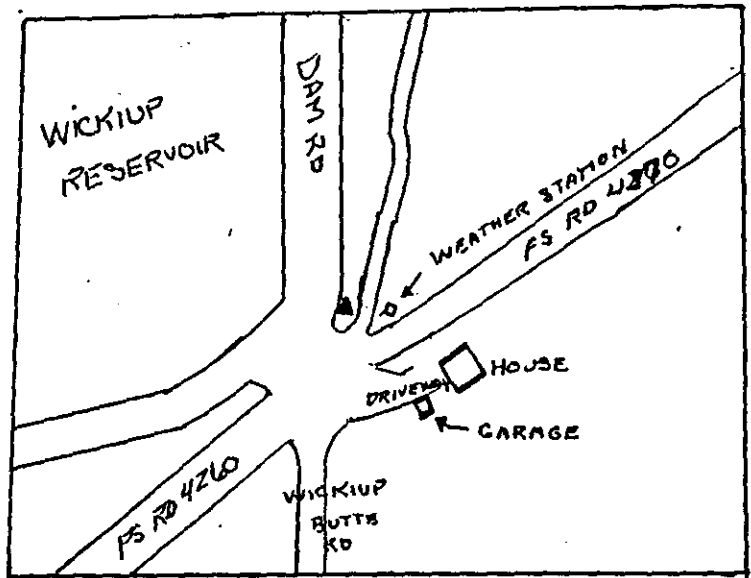 WICKIUP
RESERVOIR
DAM RD
WEATHER STATION
FS RD
HOUSE
DRIVEWAY
GARAGE
FS RD 4260
WICKIUP
BUTTE
RD